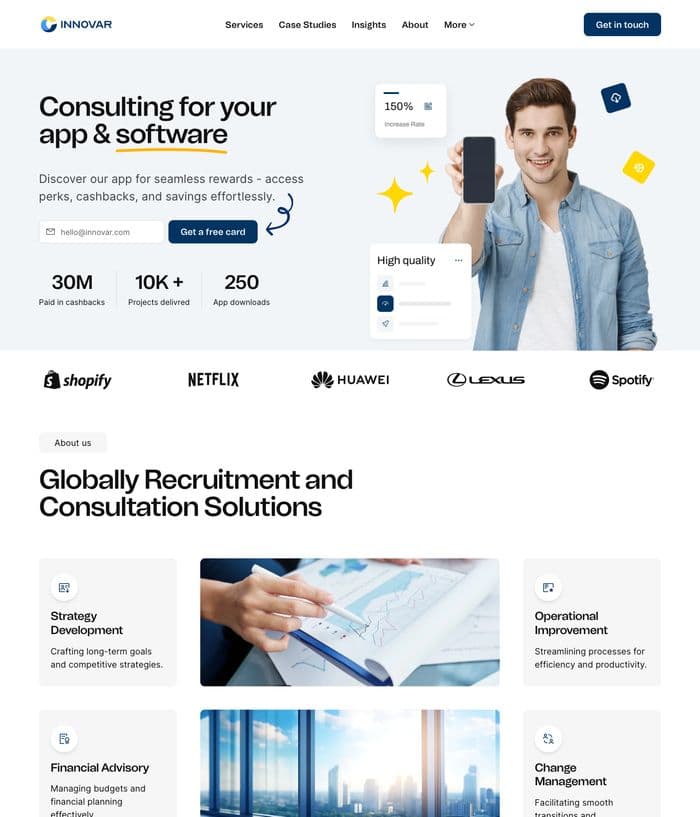 INNOVAR
Services
Case Studies
Insights
About
More
Get in touch
Consulting for your
app & software
Discover our app for seamless rewards - access
perks, cashbacks, and savings effortlessly.
hello@innovar.com
Get a free card
30M
Paid in cashbacks
10K +
Projects delivred
250
App downloads
150%
Increase Rate
High quality
shopify
NETFLIX
HUAWEI
LEXUS
Spotify
About us
Globally Recruitment and
Consultation Solutions
Strategy
Development
Crafting long-term goals
and competitive strategies.
Operational
Improvement
Streamlining processes for
efficiency and productivity.
Financial Advisory
Managing budgets and
financial planning
effectively.
Change
Management
Facilitating smooth
transitions and